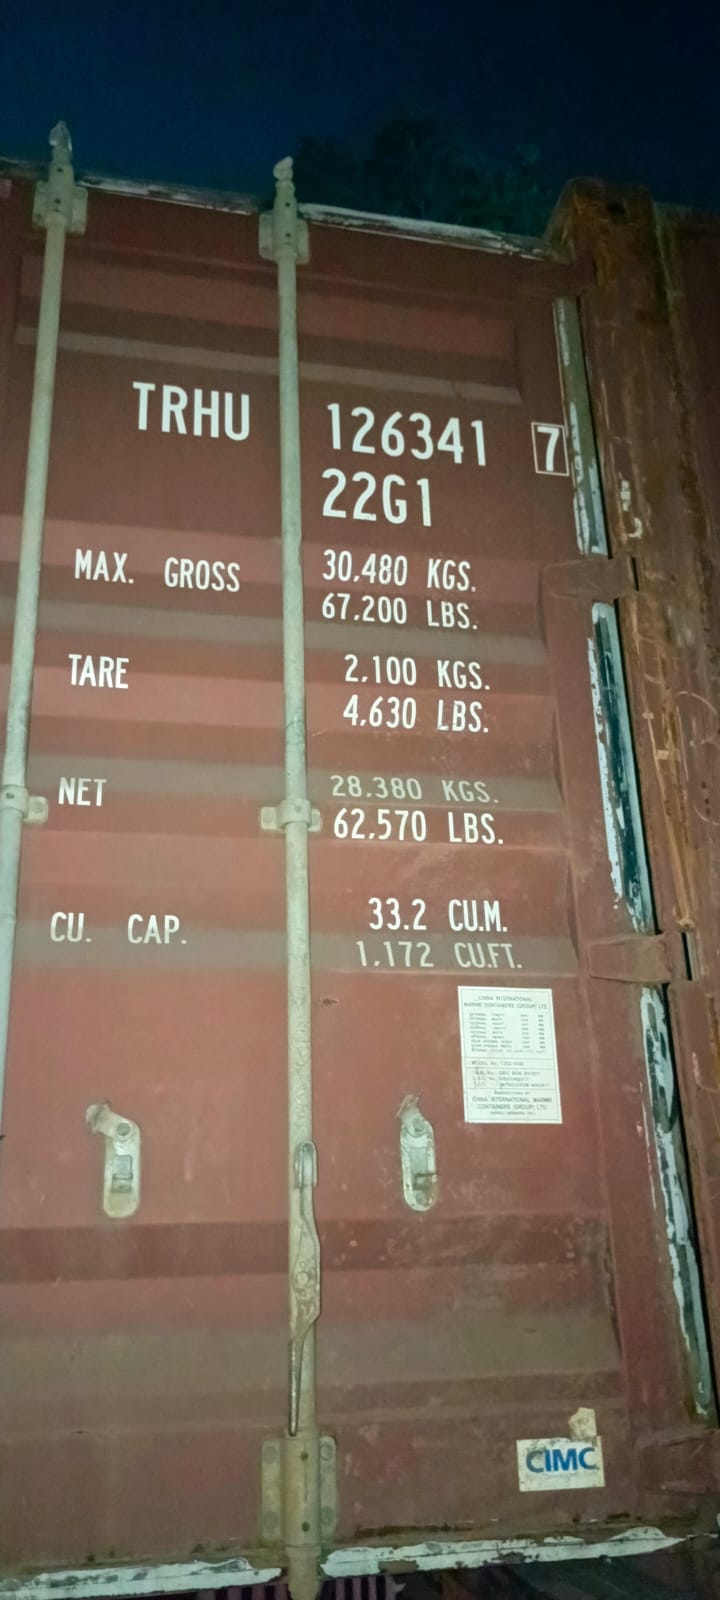 TRHU 126341 7
22G1
MAX. GROSS 30,480 KGS.
67,200 LBS.
TARE 2,100 KGS.
4,630 LBS.
NET 28,380 KGS.
62,570 LBS.
CU. CAP. 33.2 CU.M.
1,172 CU.FT.
CHINA INTERNATIONAL
MARINE CONTAINERS (GROUP) LTD.
MANUFACTURED BY
CHINA INTERNATIONAL MARINE
CONTAINERS (GROUP) LTD.
CIMC